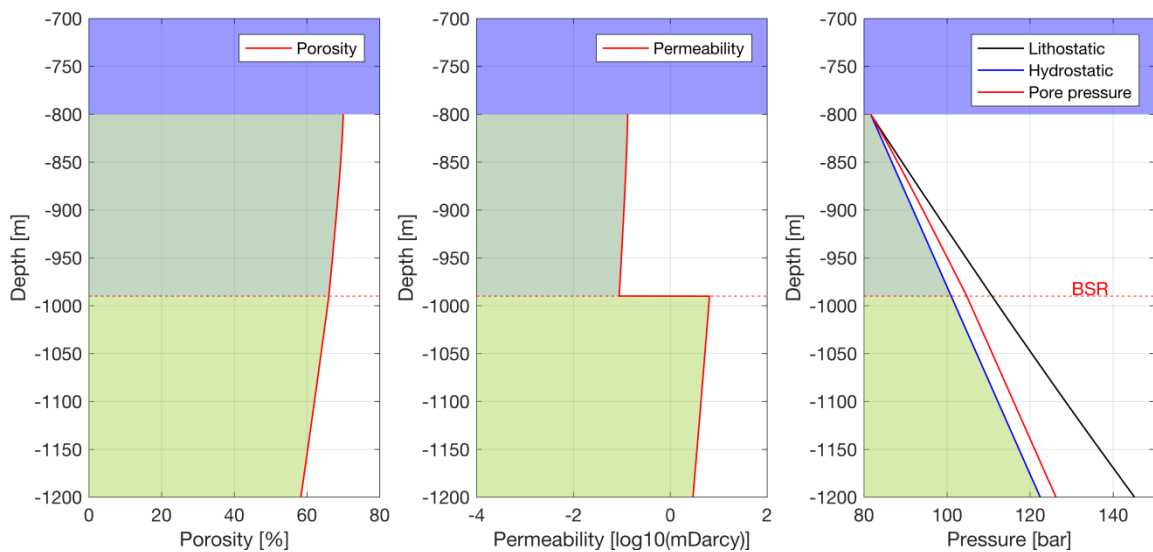 -700
-750
-800
-850
-900
-950
-1000
-1050
-1100
-1150
-1200
Depth [m]
0 20 40 60 80
Porosity [%]
Porosity
-700
-750
-800
-850
-900
-950
-1000
-1050
-1100
-1150
-1200
Depth [m]
-4 -2 0 2
Permeability [log10(mDarcy)]
Permeability
-700
-750
-800
-850
-900
-950
-1000
-1050
-1100
-1150
-1200
Depth [m]
80 100 120 140
Pressure [bar]
Lithostatic
Hydrostatic
Pore pressure
BSR